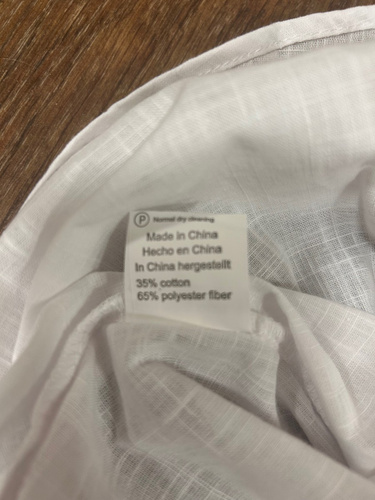 P Normal dry cleaning
Made in China
Hecho en China
In China hergestellt
35% cotton
65% polyester fiber